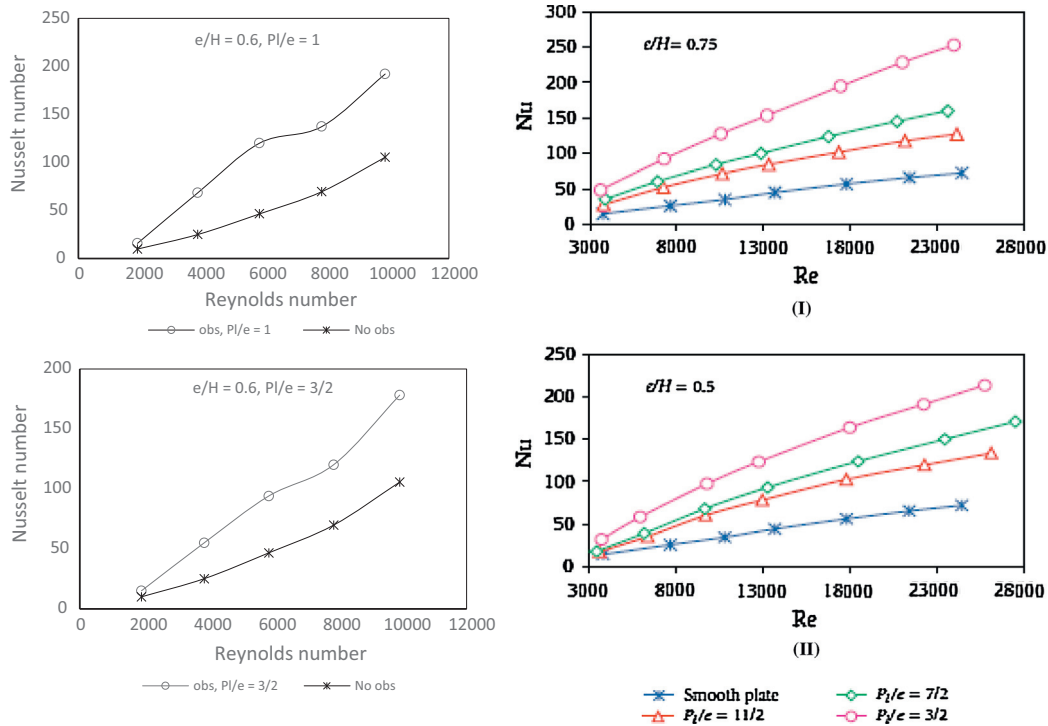 250
200
150
100
50
0
e/H = 0.6, Pl/e = 1
Nusselt number
0 2000 4000 6000 8000 10000 12000
Reynolds number
obs, Pl/e = 1 No obs
200
150
100
50
0
e/H = 0.6, Pl/e = 3/2
Nusselt number
0 2000 4000 6000 8000 10000 12000
Reynolds number
obs, Pl/e = 3/2 No obs
300
250
200
150
100
50
0
e/H = 0.75
Nu
3000 8000 13000 18000 23000 28000
Re
(I)
250
200
150
100
50
0
e/H = 0.5
Nu
3000 8000 13000 18000 23000 28000
Re
(II)
Smooth plate P_l/e = 7/2
P_l/e = 11/2 P_l/e = 3/2